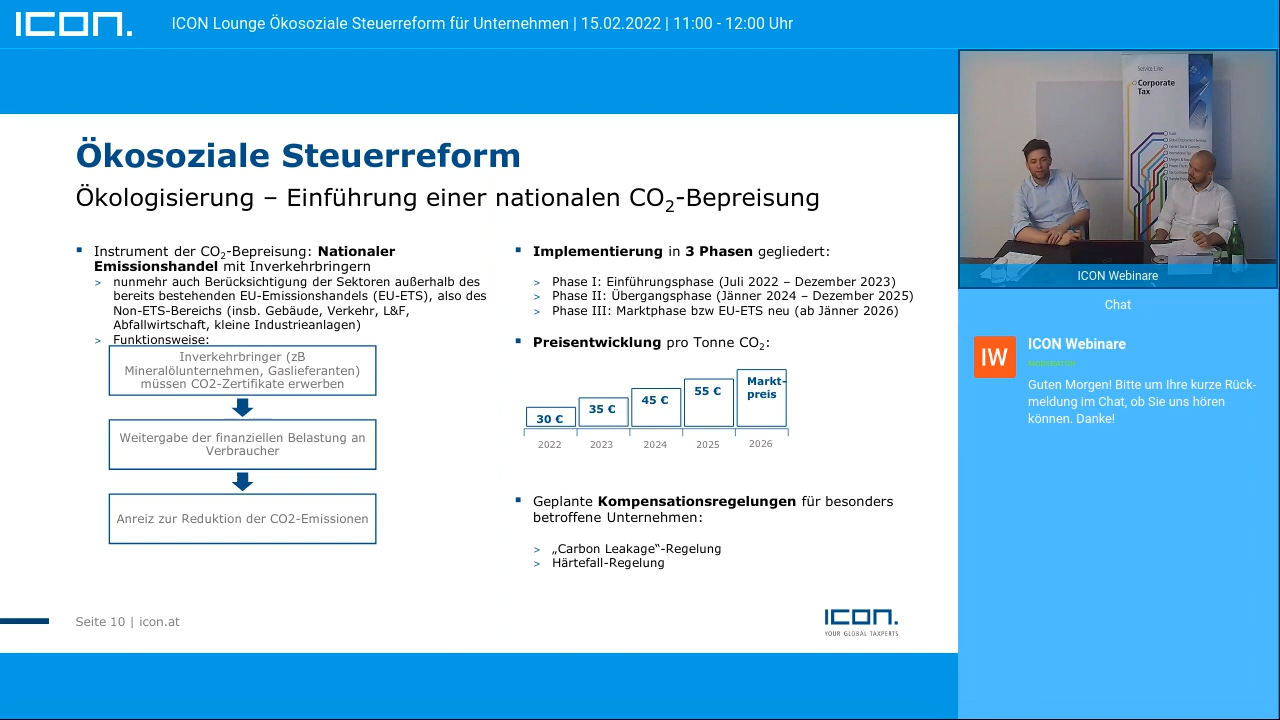 ICON.
ICON Lounge Ökosoziale Steuerreform für Unternehmen | 15.02.2022 | 11:00 - 12:00 Uhr
Ökosoziale Steuerreform
Ökologisierung – Einführung einer nationalen CO2-Bepreisung
Instrument der CO2-Bepreisung: Nationaler
Emissionshandel mit Inverkehrbringern
> nunmehr auch Berücksichtigung der Sektoren außerhalb des
bereits bestehenden EU-Emissionshandels (EU-ETS), also des
Non-ETS-Bereichs (insb. Gebäude, Verkehr, L&F,
Abfallwirtschaft, kleine Industrieanlagen)
> Funktionsweise:
Inverkehrbringer (zB
Mineralölunternehmen, Gaslieferanten)
müssen CO2-Zertifikate erwerben
Weitergabe der finanziellen Belastung an
Verbraucher
Anreiz zur Reduktion der CO2-Emissionen
Implementierung in 3 Phasen gegliedert:
> Phase I: Einführungsphase (Juli 2022 – Dezember 2023)
> Phase II: Übergangsphase (Jänner 2024 – Dezember 2025)
> Phase III: Marktphase bzw EU-ETS neu (ab Jänner 2026)
Preisentwicklung pro Tonne CO2:
30 €
35 €
45 €
55 €
Markt-
preis
2022
2023
2024
2025
2026
Geplante Kompensationsregelungen für besonders
betroffene Unternehmen:
> „Carbon Leakage“-Regelung
> Härtefall-Regelung
Seite 10 | icon.at
ICON.
YOUR GLOBAL TAXPERTS
Service Line
Corporate
Tax
ICON Webinare
Chat
IW
ICON Webinare
MODERATOR
Guten Morgen! Bitte um Ihre kurze Rück-
meldung im Chat, ob Sie uns hören
können. Danke!